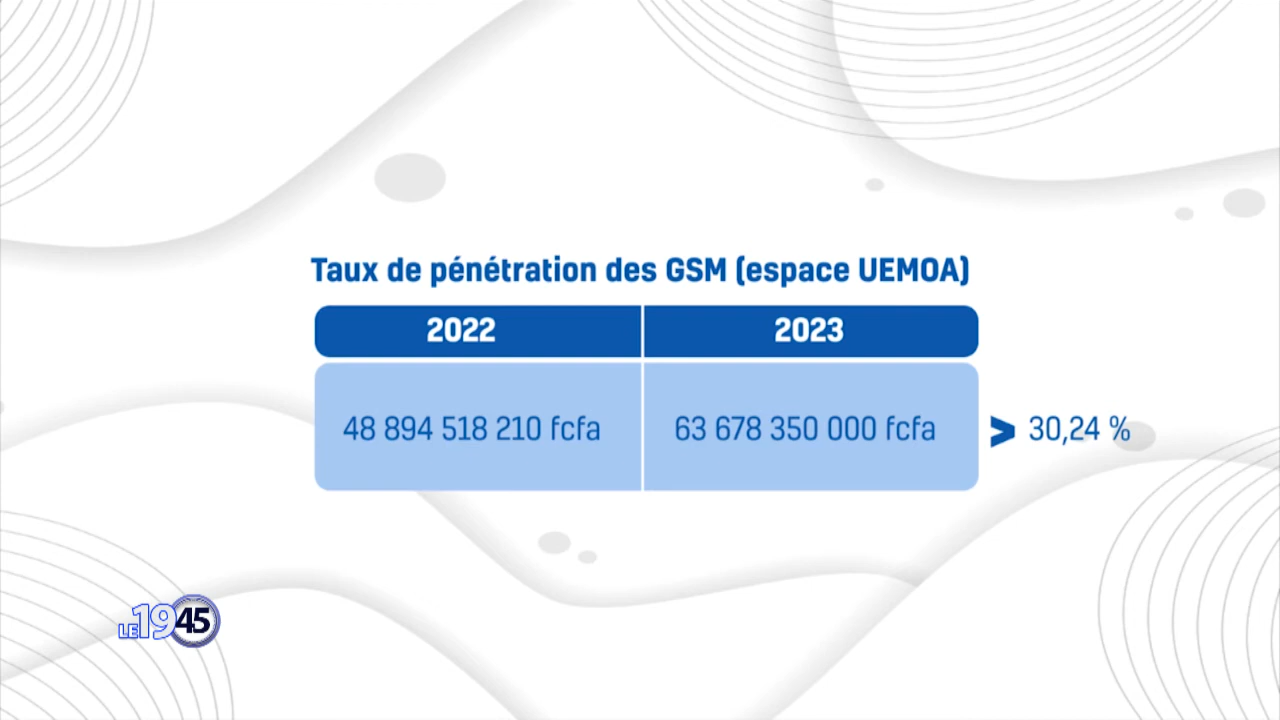 Taux de pénétration des GSM (espace UEMOA)
2022 2023
48 894 518 210 fcfa 63 678 350 000 fcfa > 30,24 %
LE 19 45